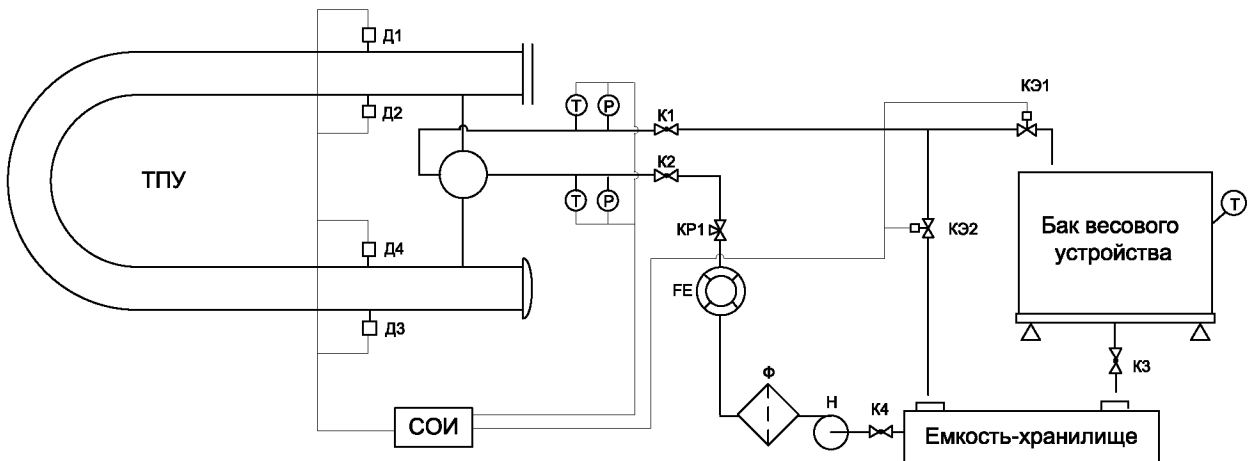 Д1
Д2
ТПУ
Д4
Д3
Т
Р
К1
К2
Т
Р
КР1
FE
КЭ1
КЭ2
Бак весового
устройства
Т
К3
Ф
Н
К4
СОИ
Емкость-хранилище